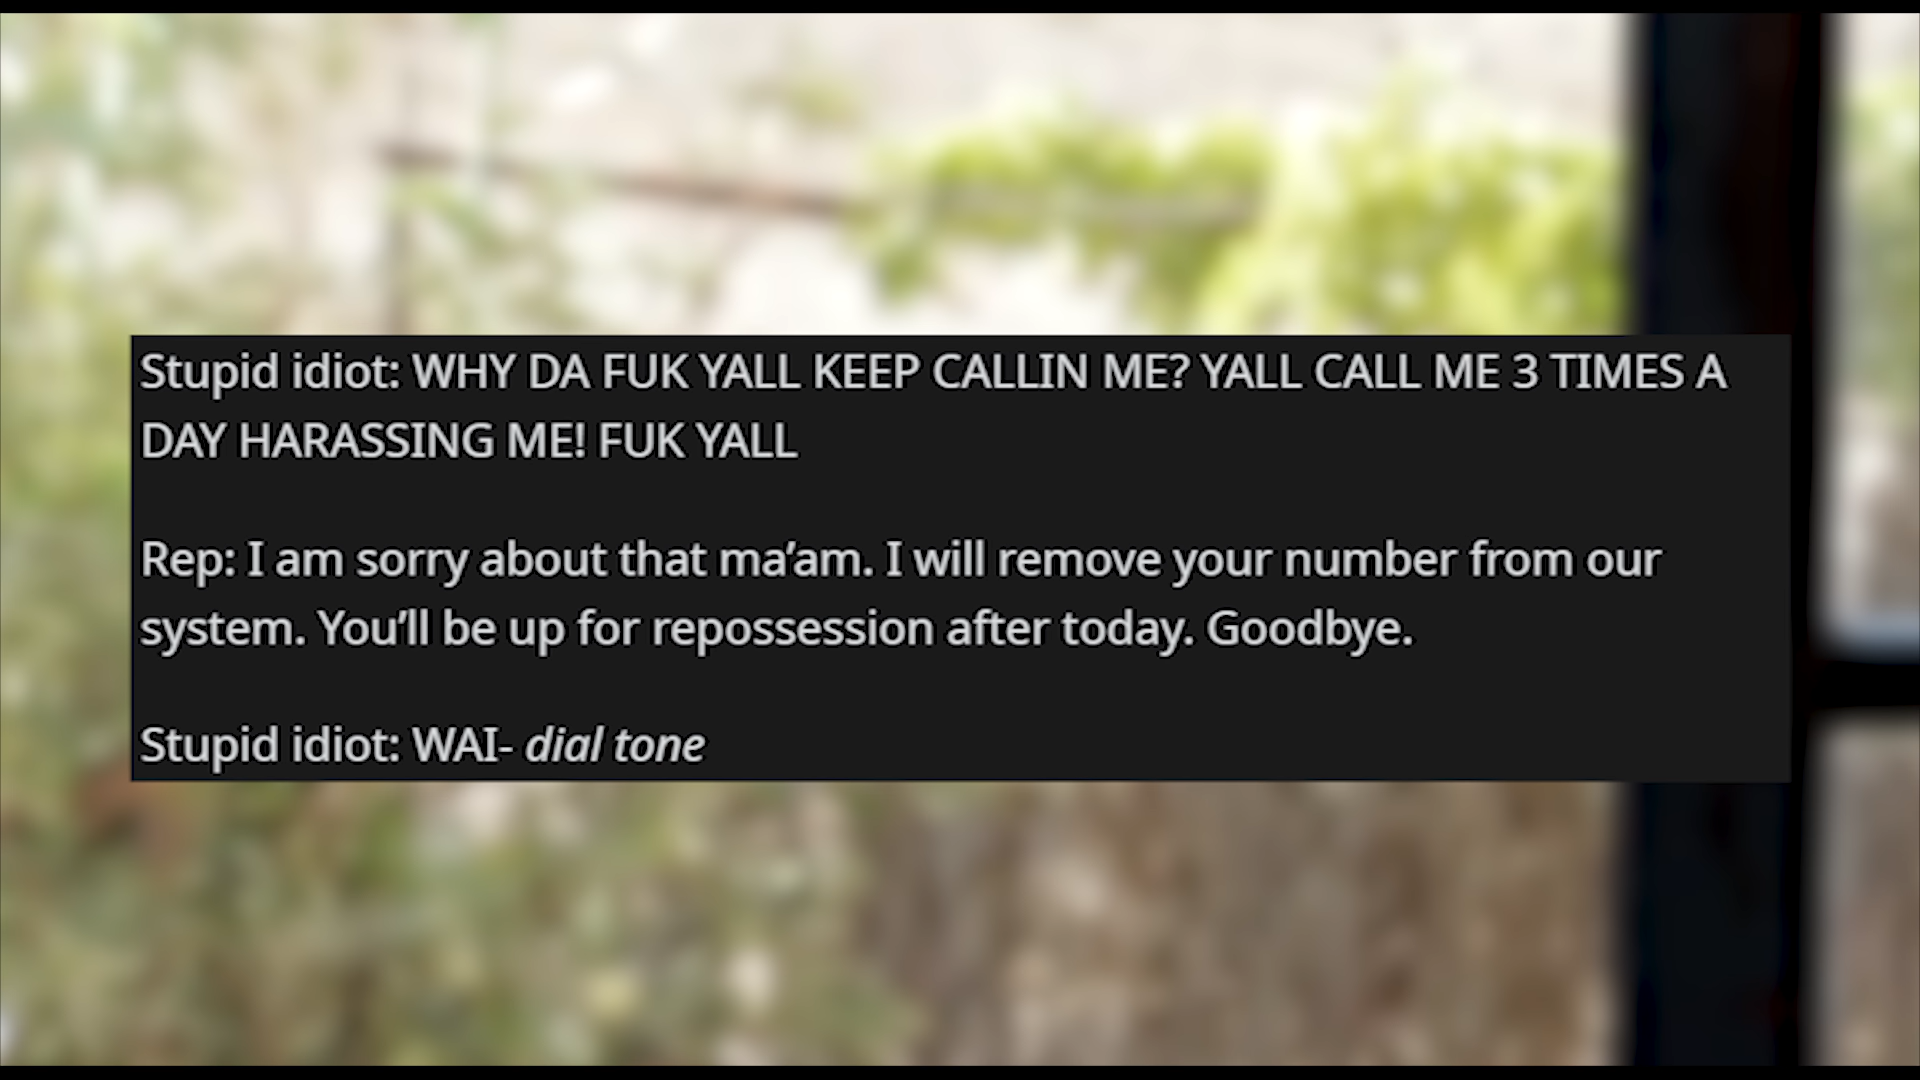 Stupid idiot: WHY DA FUK YALL KEEP CALLIN ME? YALL CALL ME 3 TIMES A
DAY HARASSING ME! FUK YALL
Rep: I am sorry about that ma’am. I will remove your number from our
system. You’ll be up for repossession after today. Goodbye.
Stupid idiot: WAI- dial tone